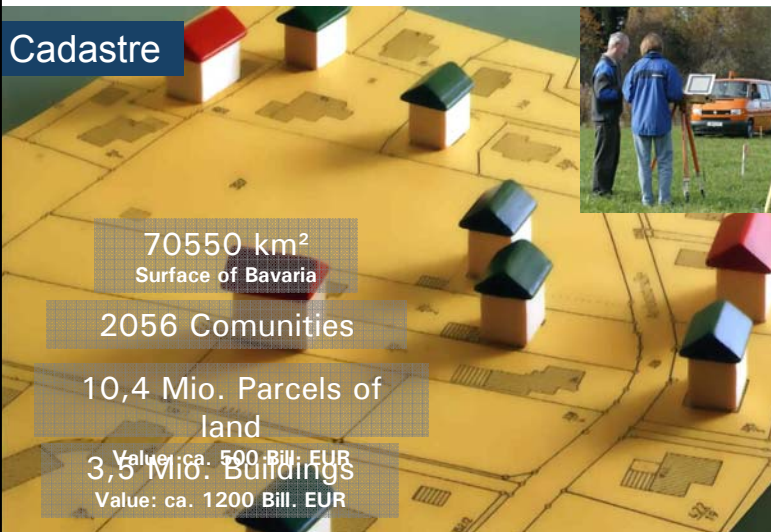 Cadastre
70550 km²
Surface of Bavaria
2056 Comunities
10,4 Mio. Parcels of
land
Value: ca. 500 Bill. EUR
3,5 Mio. Buildings
Value: ca. 1200 Bill. EUR